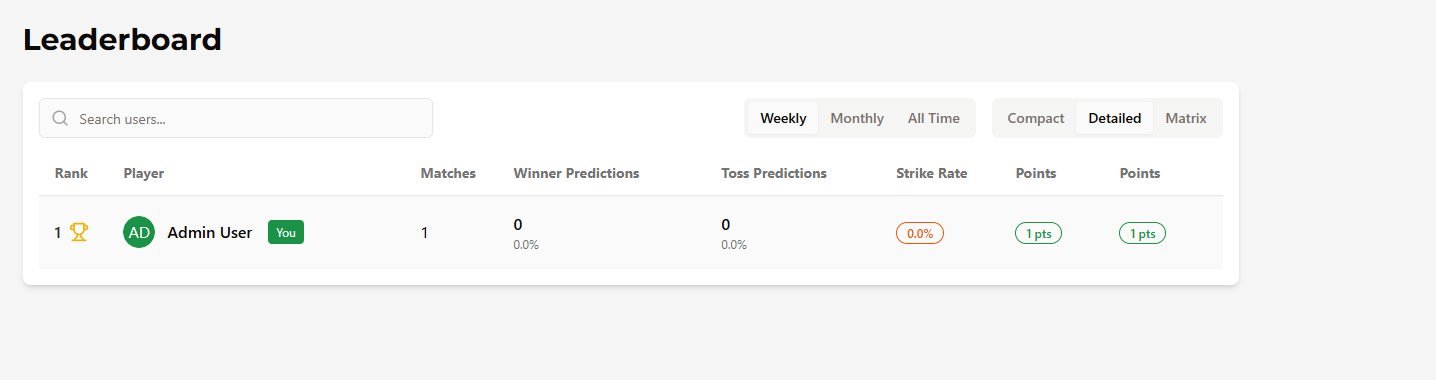 Leaderboard
Search users...
Weekly Monthly All Time Compact Detailed Matrix
Rank Player Matches Winner Predictions Toss Predictions Strike Rate Points Points
1 AD Admin User You 1 0 0 0.0% 1 pts 1 pts
0.0% 0.0%